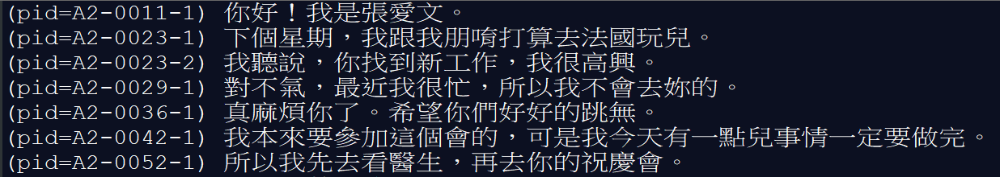 (pid=A2-0011-1) 你好！我是張愛文。
(pid=A2-0023-1) 下個星期，我跟我朋唷打算去法國玩兒。
(pid=A2-0023-2) 我聽說，你找到新工作，我很高興。
(pid=A2-0029-1) 對不氣，最近我很忙，所以我不會去妳的。
(pid=A2-0036-1) 真麻煩你了。希望你們好好的跳無。
(pid=A2-0042-1) 我本來要參加這個會的，可是我今天有一點兒事情一定要做完。
(pid=A2-0052-1) 所以我先去看醫生，再去你的祝慶會。